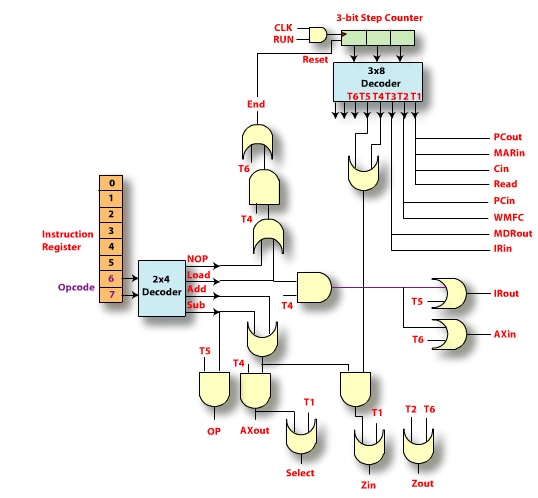 3-bit Step Counter
CLK
RUN
Reset
3x8
Decoder
T6 T5 T4 T3 T2 T1
End
PCout
MARin
Cin
Read
PCin
WMFC
MDRout
IRin
T6
T4
0
1
2
3
4
5
6
7
Instruction
Register
Opcode
2x4
Decoder
NOP
Load
Add
Sub
T4
T5
IRout
T6
AXin
T5
T4
OP
AXout
T1
Select
T1
Zin
T2 T6
Zout